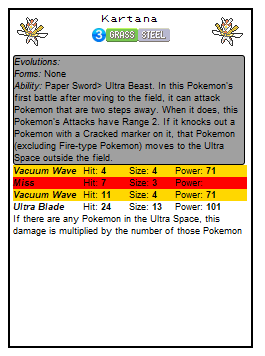 Kartana
3 GRASS STEEL
Evolutions:
Forms: None
Ability: Paper Sword> Ultra Beast. In this Pokemon's
first battle after moving to the field, it can attack
Pokemon that are two steps away. When it does, this
Pokemon's Attacks have Range 2. If it knocks out a
Pokemon with a Cracked marker on it, that Pokemon
(excluding Fire-type Pokemon) moves to the Ultra
Space outside the field.
Vacuum Wave Hit: 4 Size: 4 Power: 71
Miss Hit: 7 Size: 3 Power:
Vacuum Wave Hit: 11 Size: 4 Power: 71
Ultra Blade Hit: 24 Size: 13 Power: 101
If there are any Pokemon in the Ultra Space, this
damage is multiplied by the number of those Pokemon